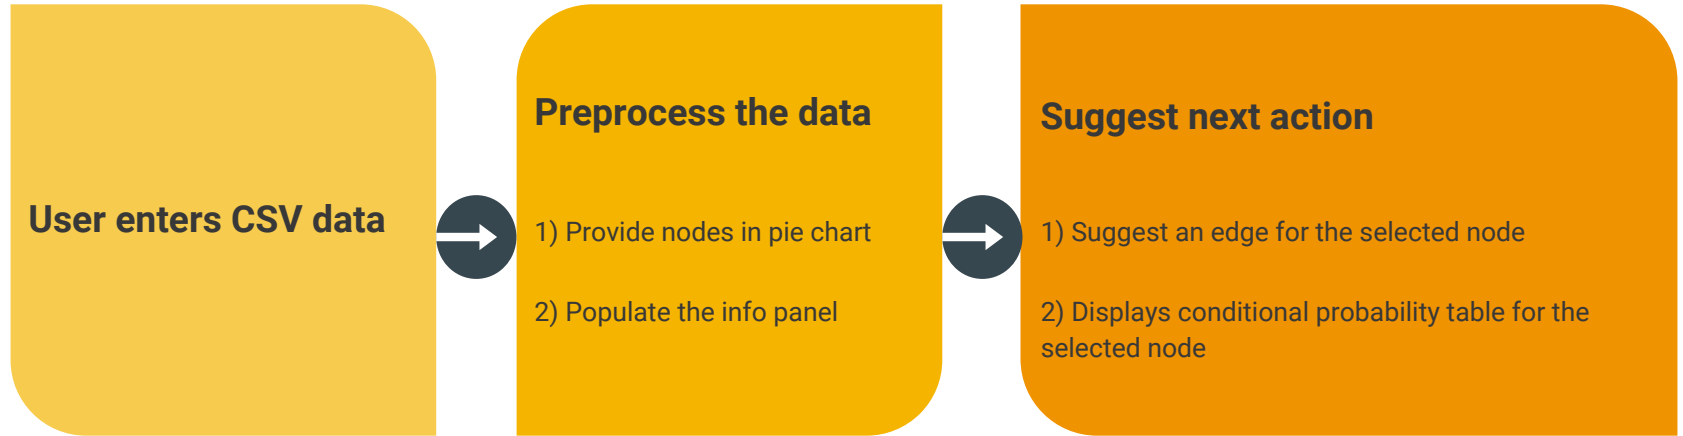 User enters CSV data
Preprocess the data
1) Provide nodes in pie chart
2) Populate the info panel
Suggest next action
1) Suggest an edge for the selected node
2) Displays conditional probability table for the
selected node